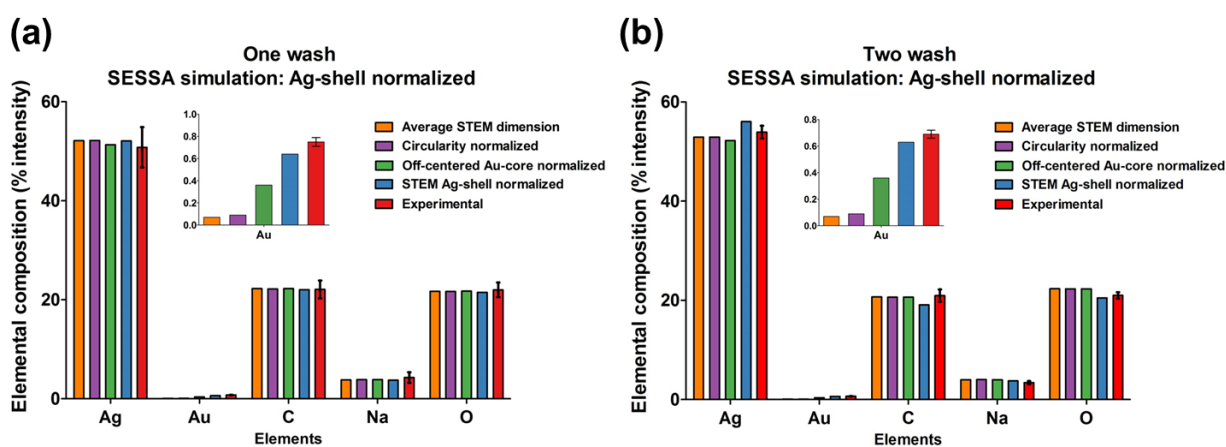 (a)
One wash
SESSA simulation: Ag-shell normalized
Elemental composition (% intensity)
60
40
20
0
1.0
0.8
0.6
0.4
0.2
0.0
Au
Average STEM dimension
Circularity normalized
Off-centered Au-core normalized
STEM Ag-shell normalized
Experimental
Ag Au C Na O
Elements
(b)
Two wash
SESSA simulation: Ag-shell normalized
Elemental composition (% intensity)
60
40
20
0
0.8
0.6
0.4
0.2
0.0
Au
Average STEM dimension
Circularity normalized
Off-centered Au-core normalized
STEM Ag-shell normalized
Experimental
Ag Au C Na O
Elements